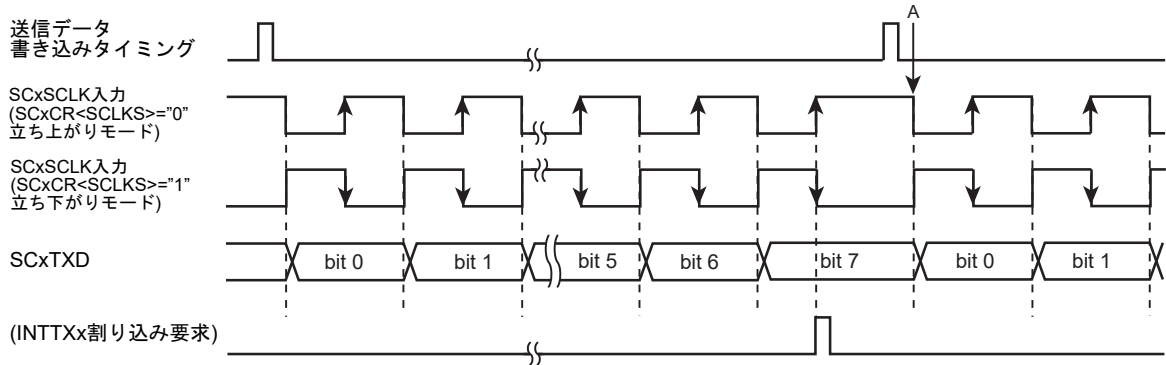 送信データ
書き込みタイミング
A
SCxSCLK入力
(SCxCR<SCLKS>="0"
立ち上がりモード)
SCxSCLK入力
(SCxCR<SCLKS>="1"
立ち下がりモード)
SCxTXD
bit 0
bit 1
bit 5
bit 6
bit 7
bit 0
bit 1
(INTTXx割り込み要求)